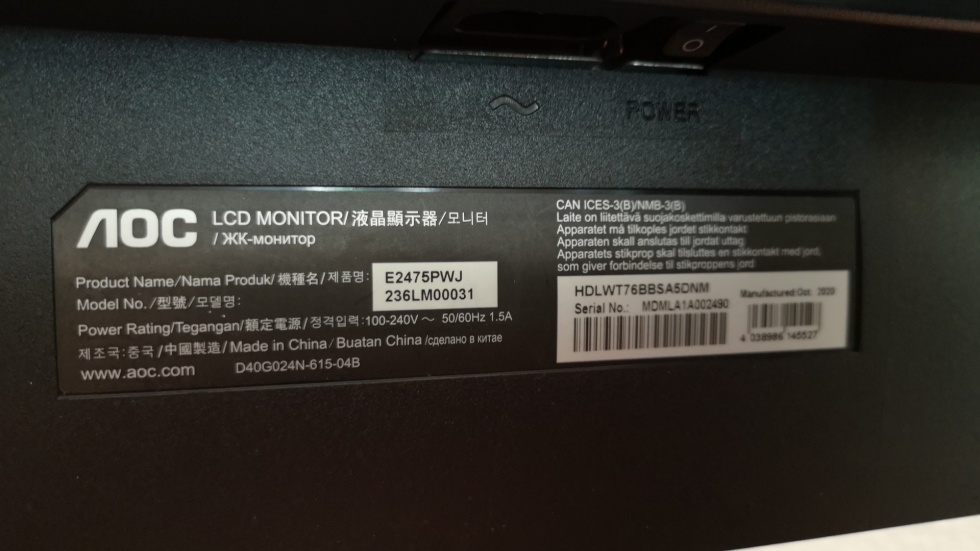 POWER
AOC LCD MONITOR/液晶顯示器/모니터
/ЖК-монитор
Product Name/Nama Produk/機種名/제품명: E2475PWJ
Model No./型號/모델명: 236LM00031
Power Rating/Tegangan/額定電源/정격입력:100-240V ～ 50/60Hz 1.5A
제조국:중국/中國製造/Made in China/Buatan China/сделано в китае
www.aoc.com D40G024N-615-04B
CAN ICES-3(B)/NMB-3(B)
Laite on liitettävä suojakoskettimilla varustettuun pistorasiaan
Apparatet må tilkoples jordet stikkontakt
Apparaten skall anslutas till jordat uttag
Apparatets stikprop skal tilsluttes en stikkontakt med jord,
som giver forbindelse til stikproppens jord
HDLWT76BBSA5DNM
Serial No.: MDMLA1A002490
Manufactured:Oct. 2020
4 038986 145527